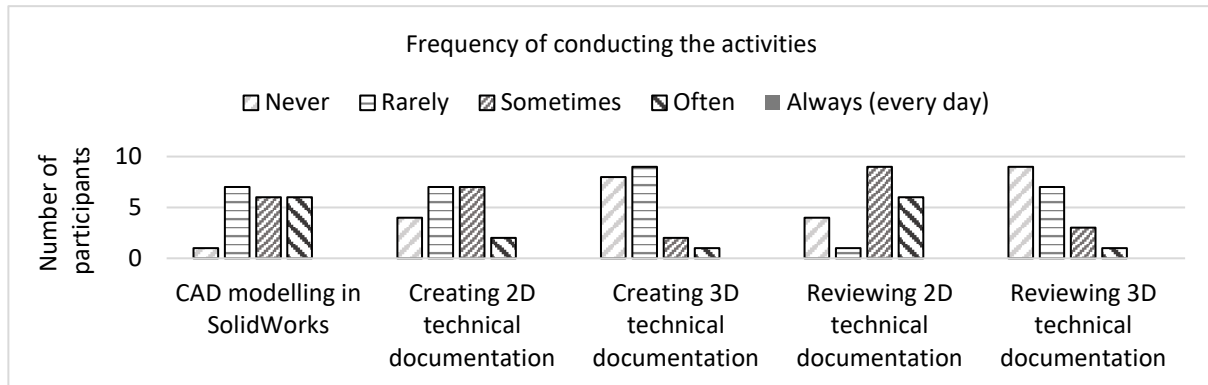 Frequency of conducting the activities
Never Rarely Sometimes Often Always (every day)
Number of
participants
10
5
0
CAD modelling in
SolidWorks
Creating 2D
technical
documentation
Creating 3D
technical
documentation
Reviewing 2D
technical
documentation
Reviewing 3D
technical
documentation